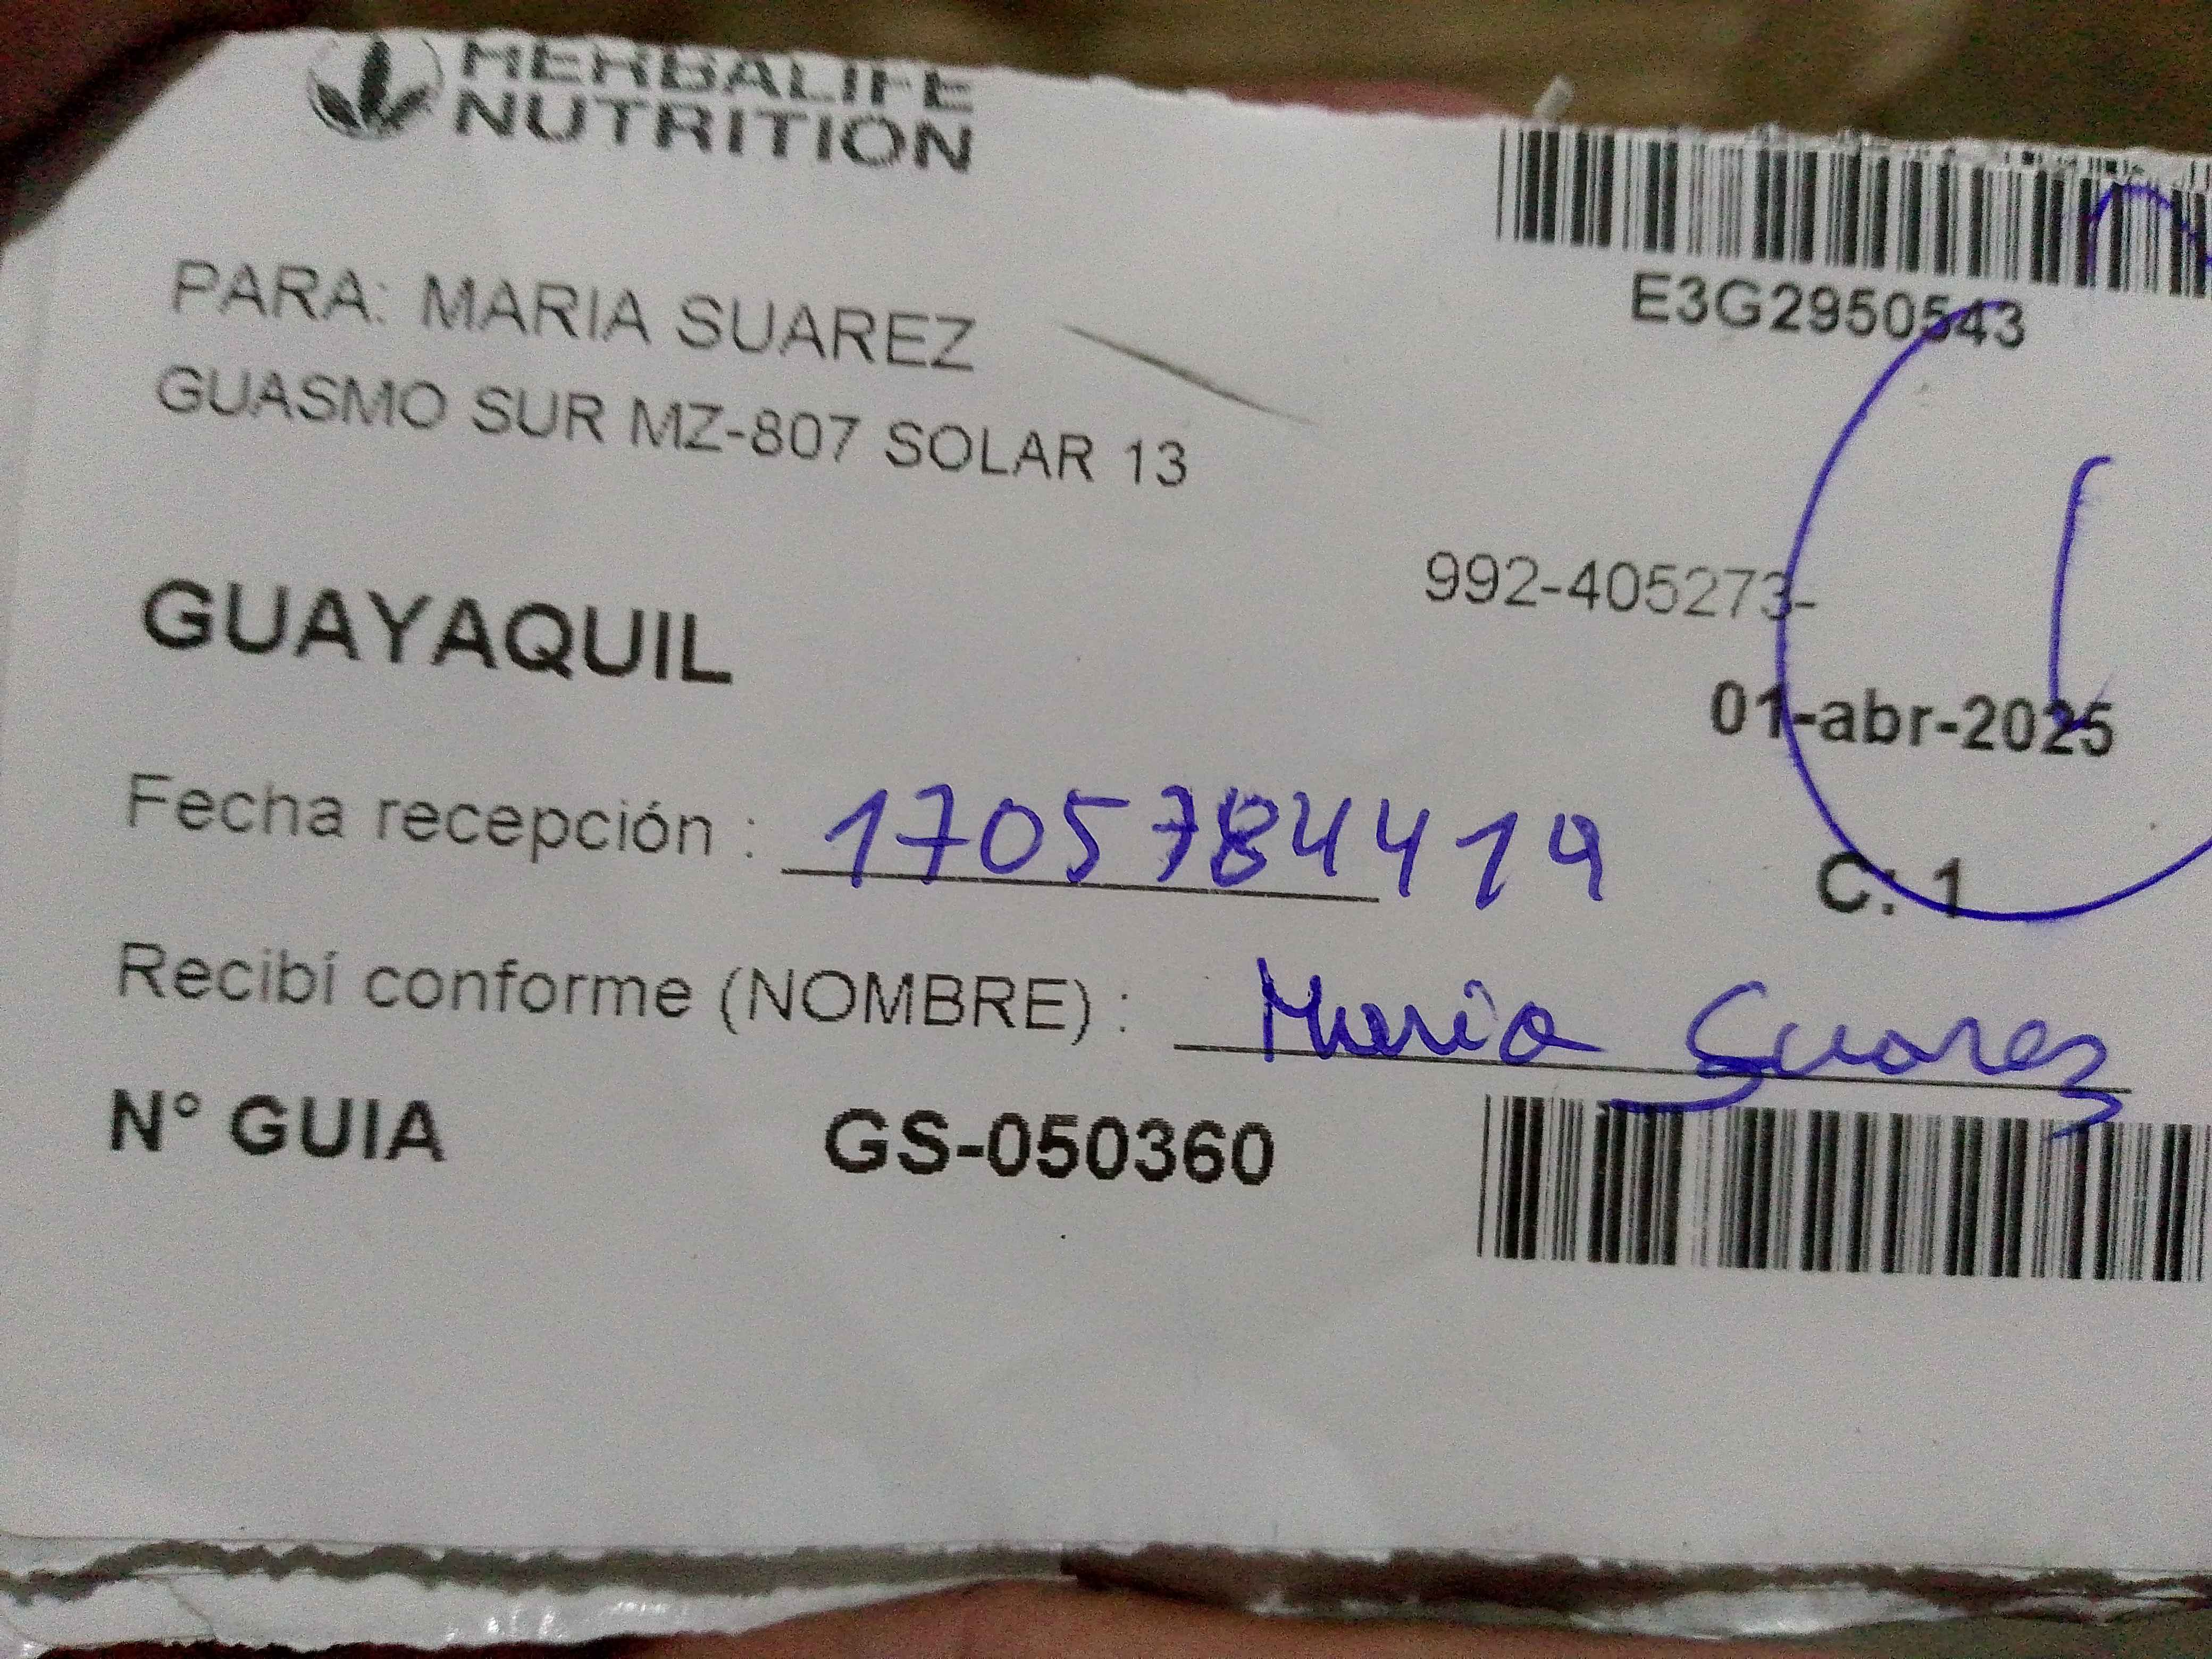 HERBALIFE
NUTRITION
E3G2950543
PARA: MARIA SUAREZ
GUASMO SUR MZ-807 SOLAR 13
992-405273-
GUAYAQUIL
01-abr-2025
Fecha recepción : 1705784419
C: 1
Recibí conforme (NOMBRE) : Maria Suarez
N° GUIA GS-050360